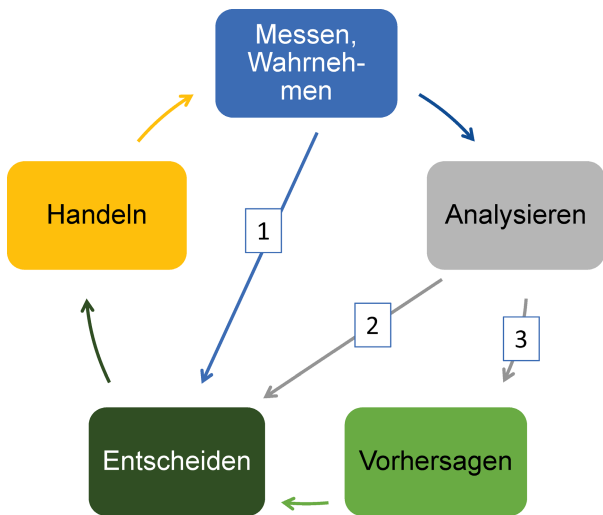 Messen,
Wahrneh-
men
Handeln
Analysieren
1
2
3
Entscheiden
Vorhersagen